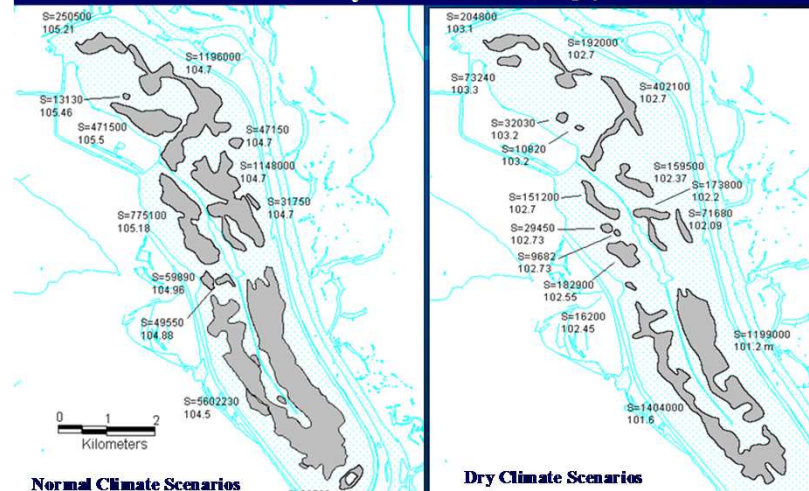 S=250500
105.21
S=1196000
104.7
S=13130
105.46
S=471500
105.5
S=47150
104.7
S=1148000
104.7
S=31750
104.7
S=775100
105.18
S=59890
104.96
S=49550
104.88
S=5602230
104.5
0 1 2
Kilometers
Normal Climate Scenarios
S=204800
103.1
S=192000
102.7
S=73240
103.3
S=402100
102.7
S=32030
103.2
S=10820
103.2
S=159500
102.37
S=173800
102.2
S=151200
102.7
S=71680
102.09
S=29450
102.73
S=9682
102.73
S=182900
102.55
S=16200
102.45
S=1199000
101.2 m
S=1404000
101.6
Dry Climate Scenarios